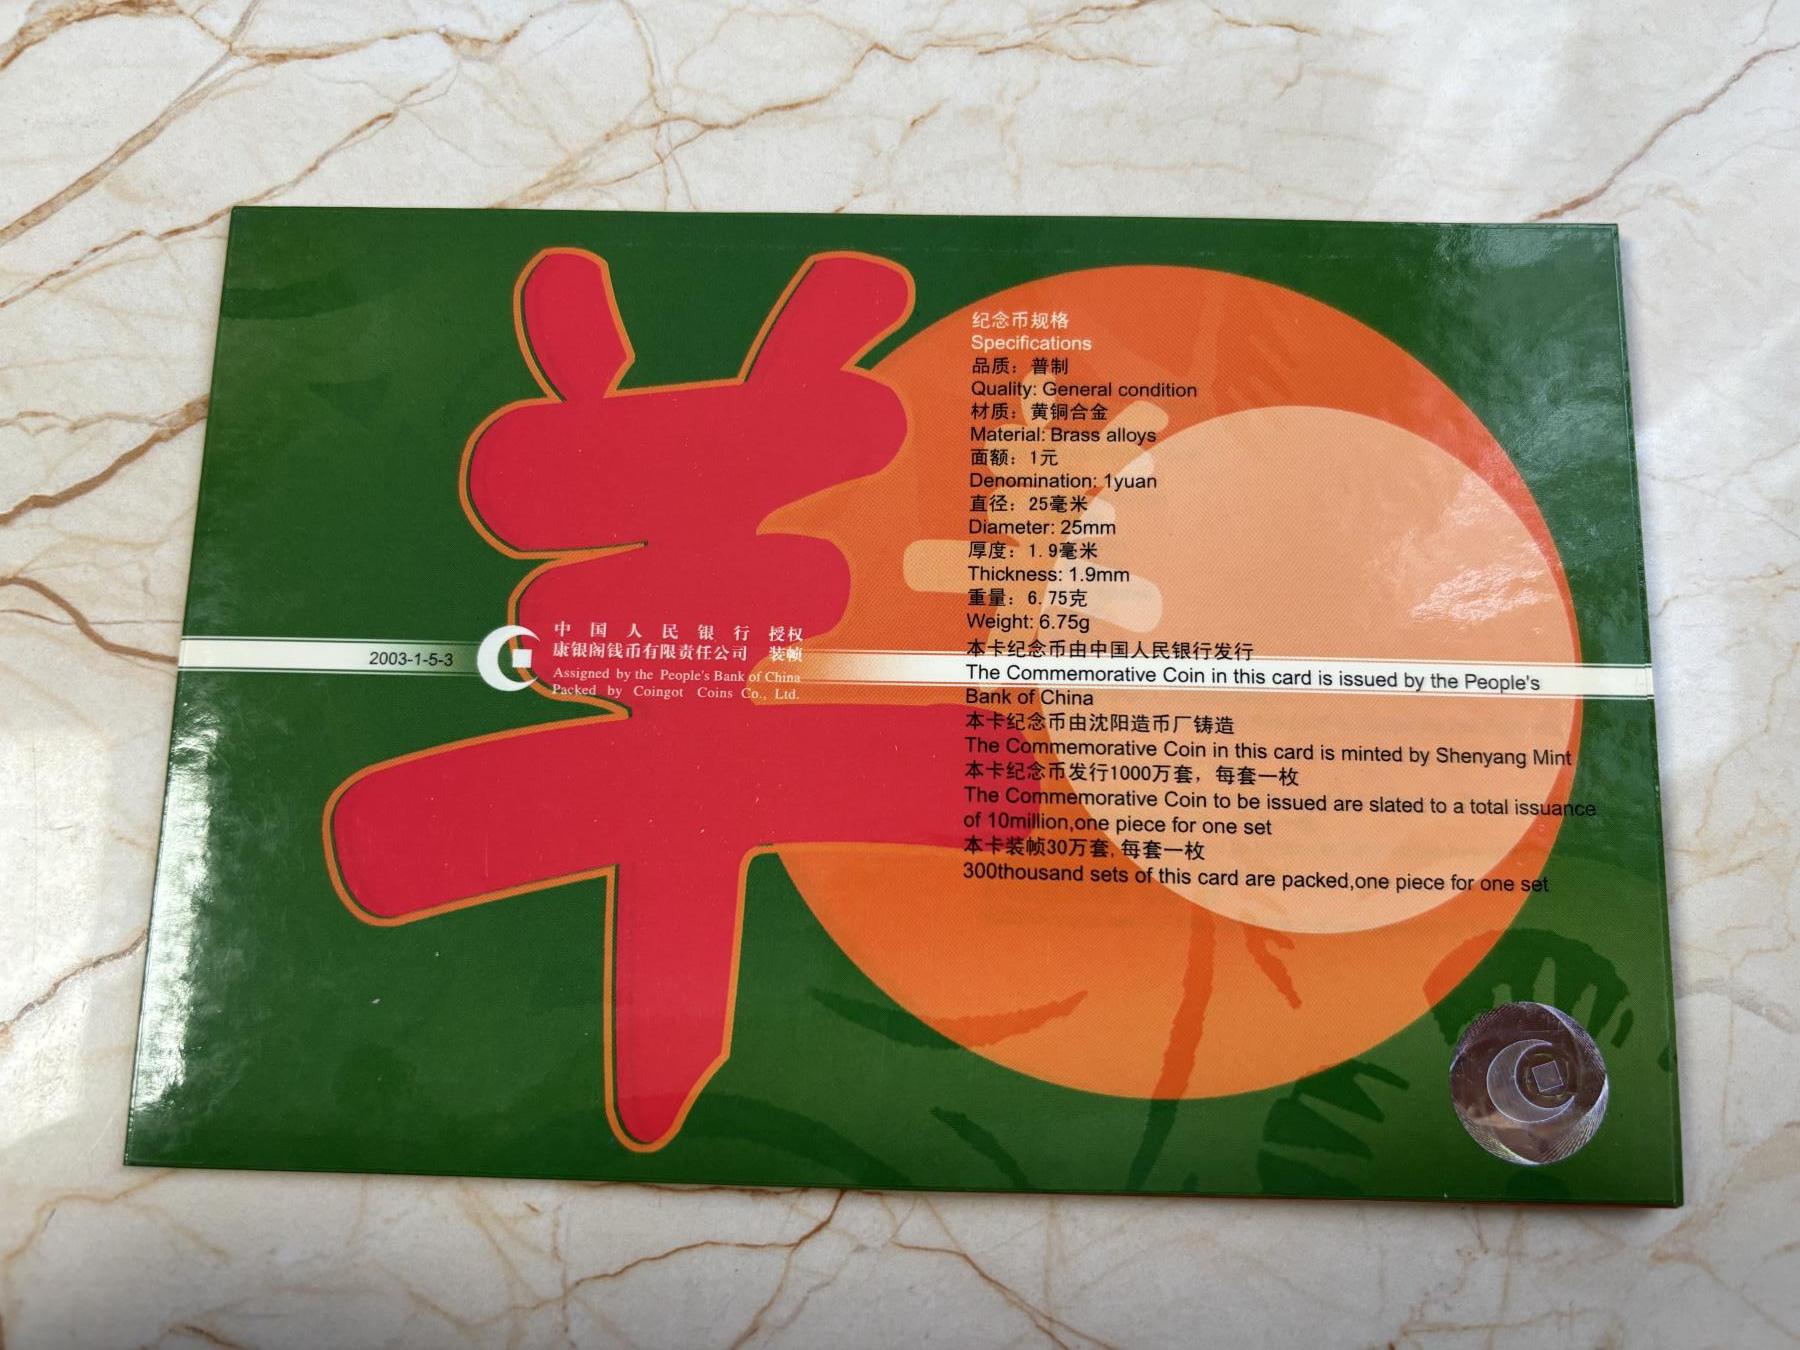 羊
2003-1-5-3
中国人民银行 授权
康银阁钱币有限责任公司 装帧
Assigned by the People's Bank of China
Packed by Coingot Coins Co., Ltd.
纪念币规格
Specifications
品质：普制
Quality: General condition
材质：黄铜合金
Material: Brass alloys
面额：1元
Denomination: 1yuan
直径：25毫米
Diameter: 25mm
厚度：1.9毫米
Thickness: 1.9mm
重量：6.75克
Weight: 6.75g
本卡纪念币由中国人民银行发行
The Commemorative Coin in this card is issued by the People's
Bank of China
本卡纪念币由沈阳造币厂铸造
The Commemorative Coin in this card is minted by Shenyang Mint
本卡纪念币发行1000万套，每套一枚
The Commemorative Coin to be issued are slated to a total issuance
of 10million,one piece for one set
本卡装帧30万套,每套一枚
300thousand sets of this card are packed,one piece for one set